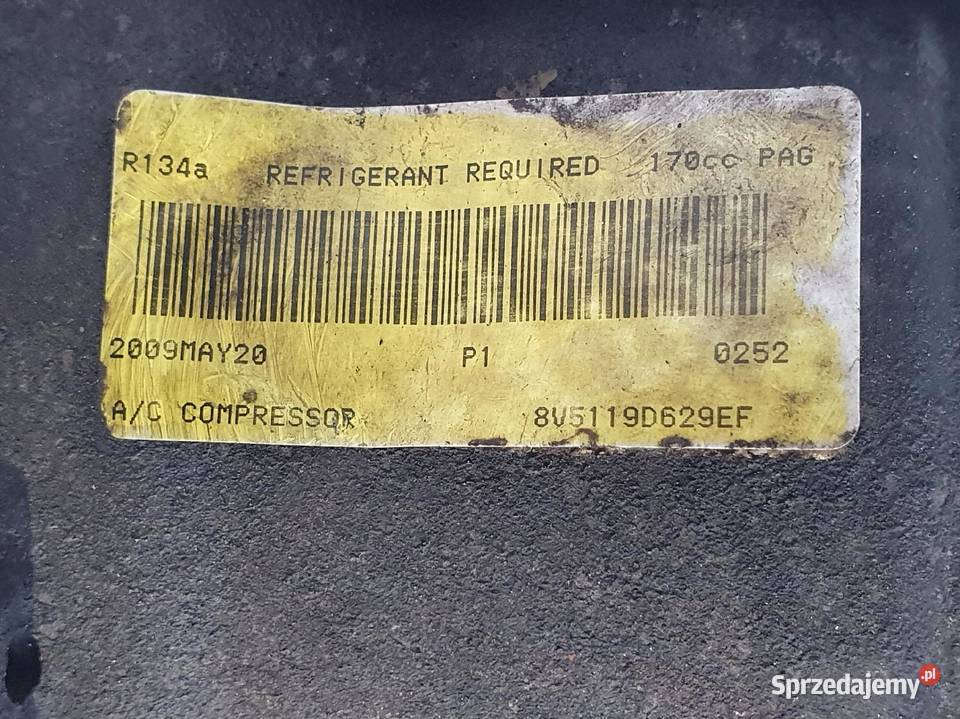 R134a REFRIGERANT REQUIRED 170cc PAG
2009MAY20 P1 0252
A/C COMPRESSOR 8V5119D629EF
Sprzedajemy.pl